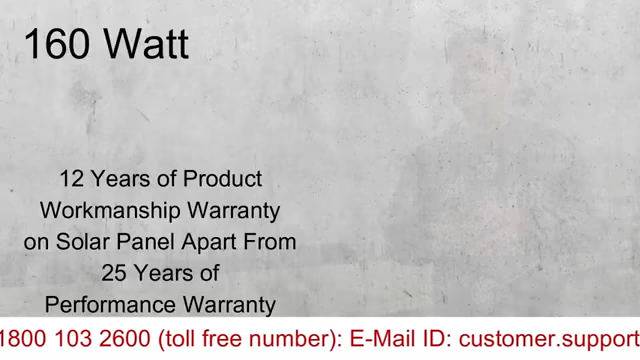 160 Watt
12 Years of Product
Workmanship Warranty
on Solar Panel Apart From
25 Years of
Performance Warranty
1800 103 2600 (toll free number): E-Mail ID: customer.support